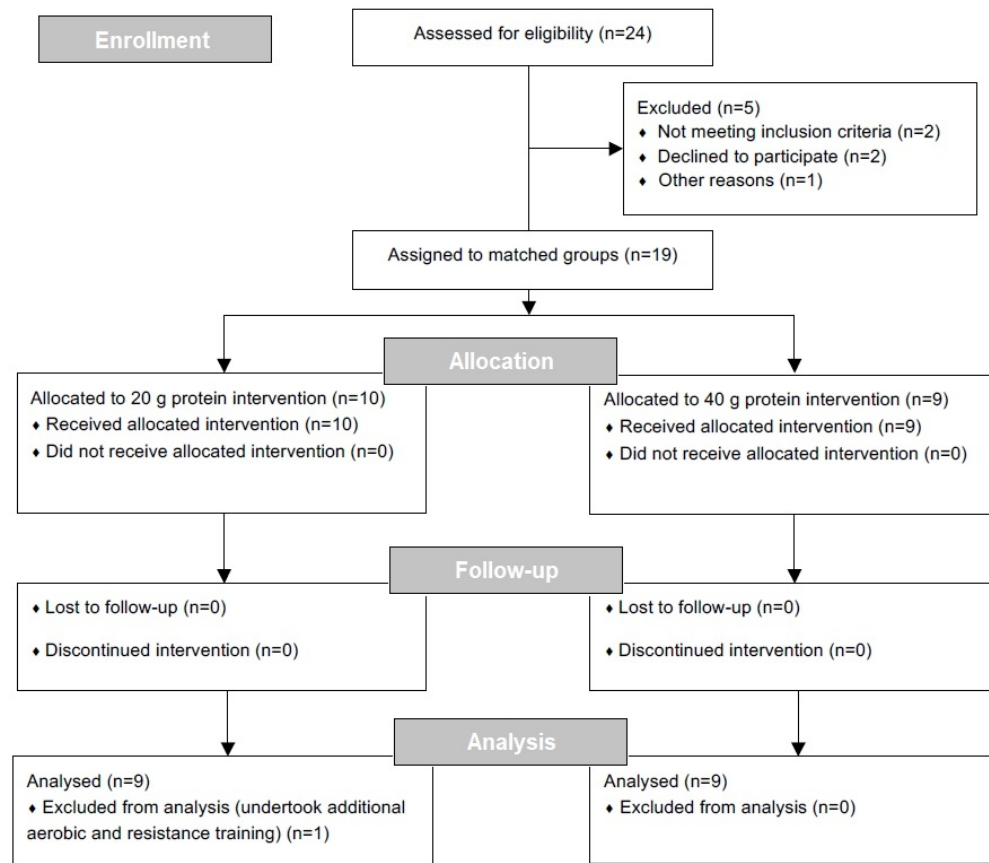 Enrollment
Assessed for eligibility (n=24)
Excluded (n=5)
♦ Not meeting inclusion criteria (n=2)
♦ Declined to participate (n=2)
♦ Other reasons (n=1)
Assigned to matched groups (n=19)
Allocation
Allocated to 20 g protein intervention (n=10)
♦ Received allocated intervention (n=10)
♦ Did not receive allocated intervention (n=0)
Allocated to 40 g protein intervention (n=9)
♦ Received allocated intervention (n=9)
♦ Did not receive allocated intervention (n=0)
Follow-up
♦ Lost to follow-up (n=0)
♦ Discontinued intervention (n=0)
♦ Lost to follow-up (n=0)
♦ Discontinued intervention (n=0)
Analysis
Analysed (n=9)
♦ Excluded from analysis (undertook additional
aerobic and resistance training) (n=1)
Analysed (n=9)
♦ Excluded from analysis (n=0)